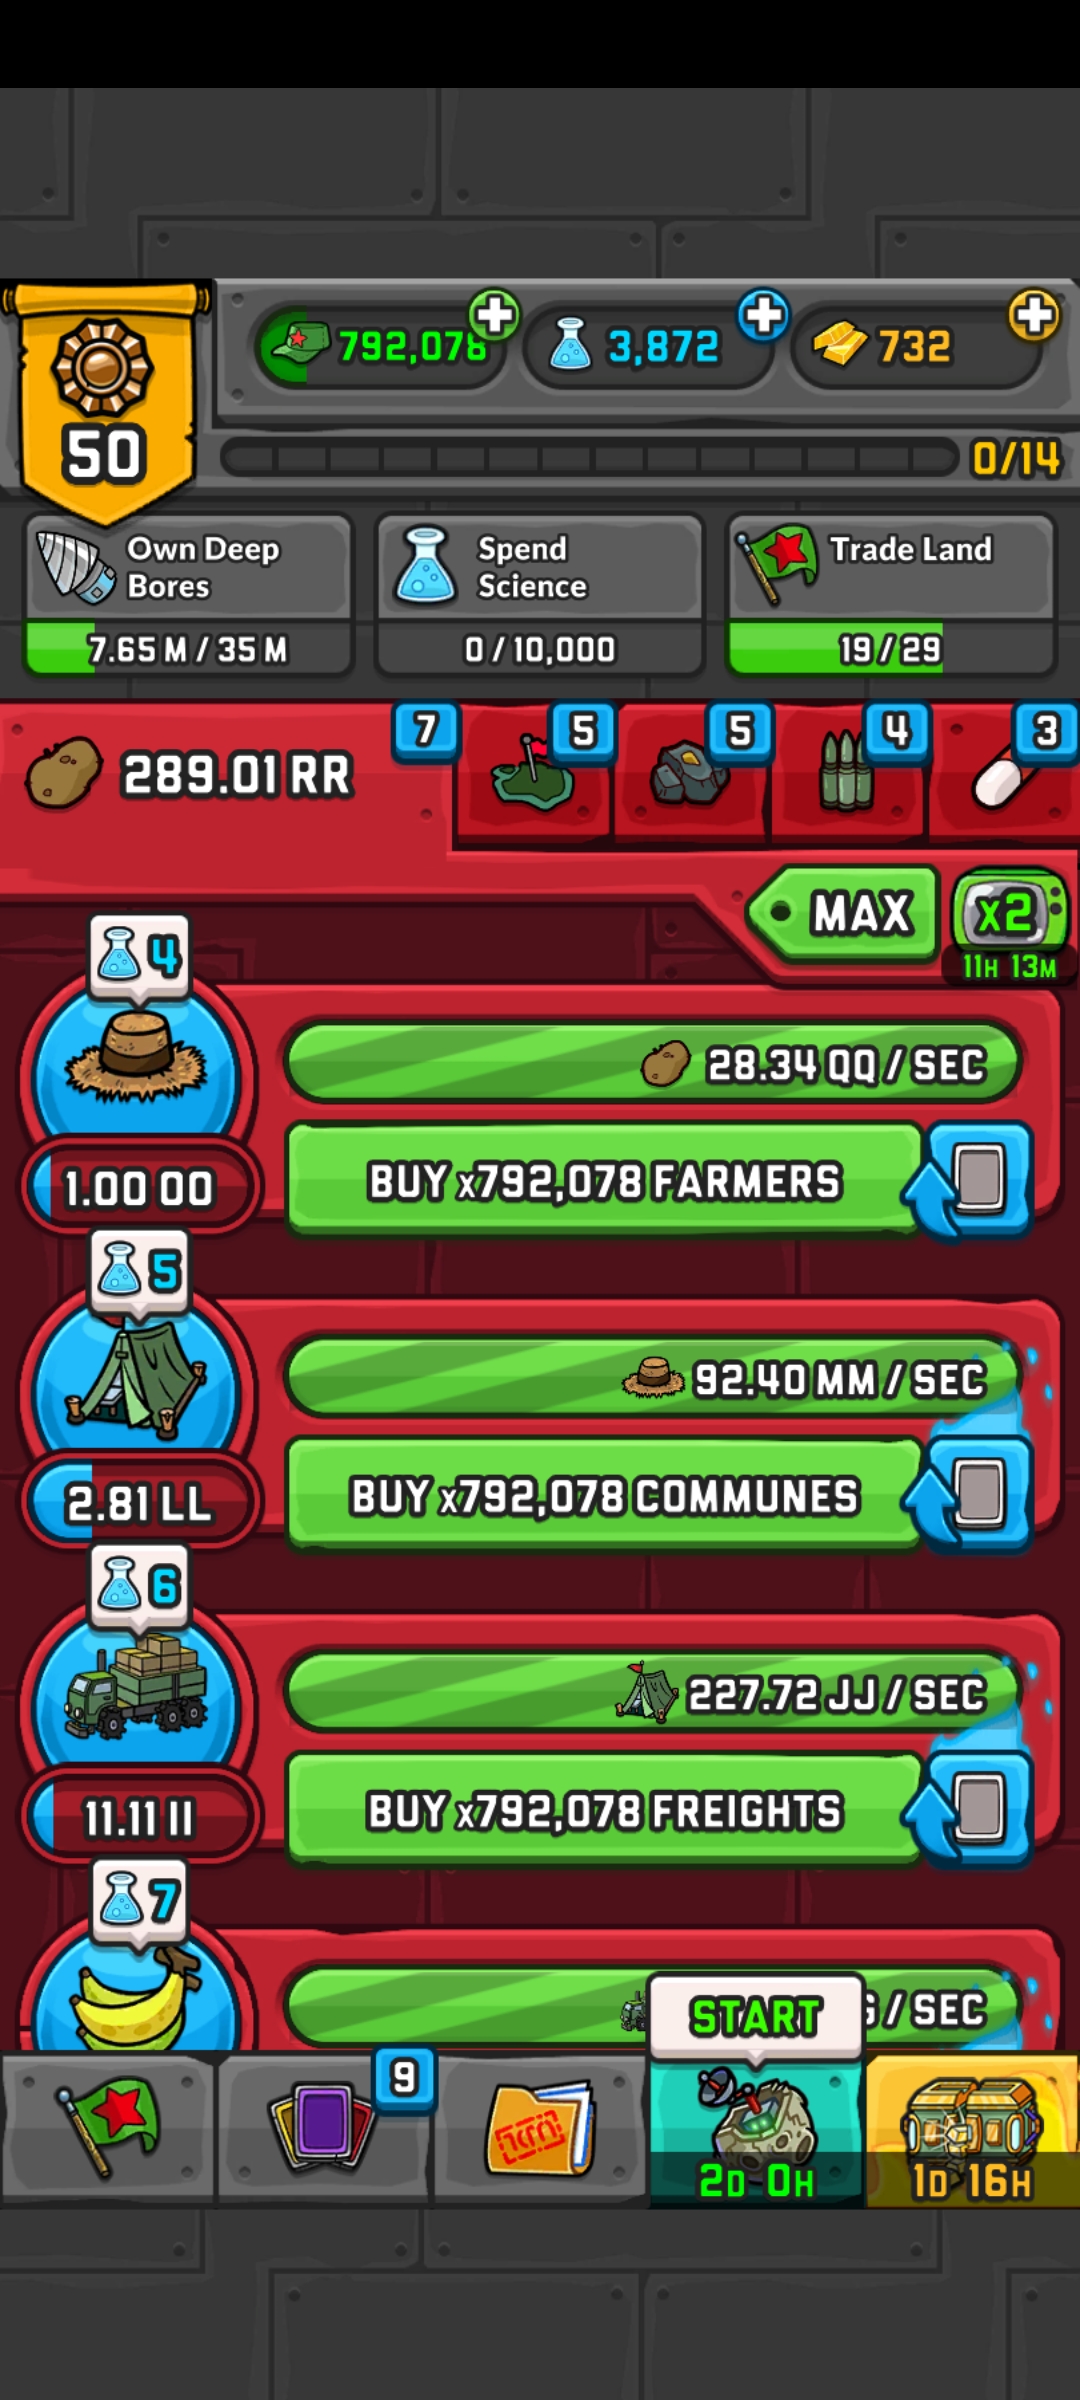 792,078
3,872
732
50
0/14
Own Deep
Bores
Spend
Science
Trade Land
7.65 M / 35 M
0 / 10,000
19 / 29
289.01 RR
7
5
5
4
3
MAX
x2
11H 13M
4
28.34 QQ / SEC
1.00 OO
BUY x792,078 FARMERS
5
92.40 MM / SEC
2.81 LL
BUY x792,078 COMMUNES
6
227.72 JJ / SEC
11.11 II
BUY x792,078 FREIGHTS
7
/ SEC
START
9
2D 0H
1D 16H